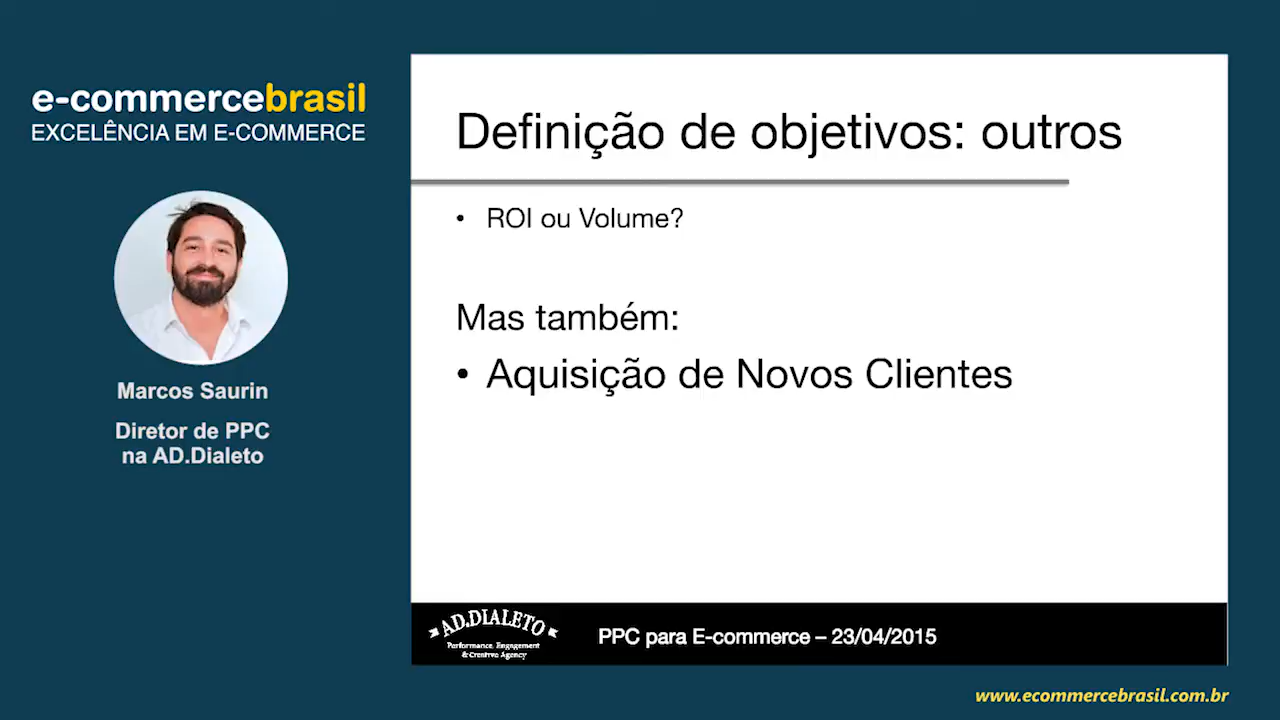 e-commercebrasil
EXCELÊNCIA EM E-COMMERCE
Marcos Saurin
Diretor de PPC
na AD.Dialeto
Definição de objetivos: outros
• ROI ou Volume?
Mas também:
• Aquisição de Novos Clientes
AD.DIALETO
Performance, Engagement
& Creative Agency
PPC para E-commerce – 23/04/2015
www.ecommercebrasil.com.br